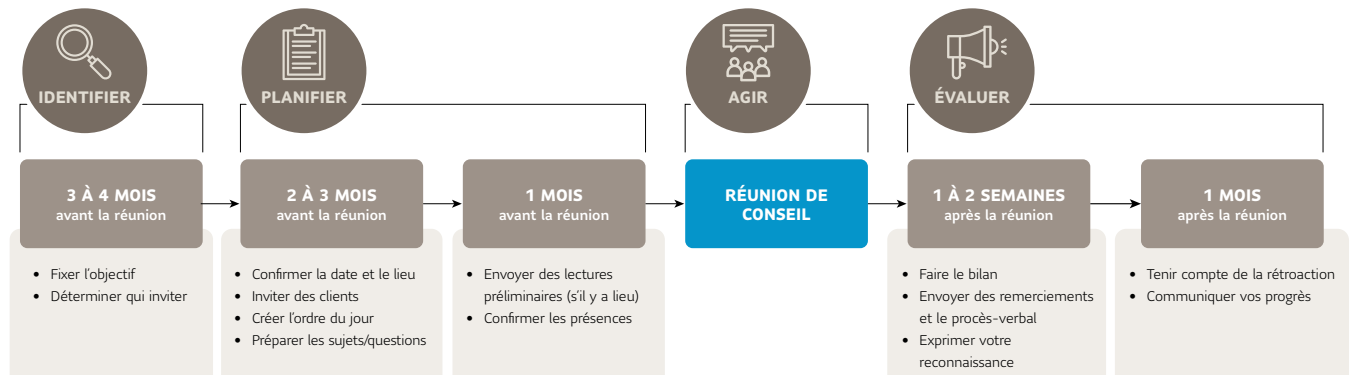 IDENTIFIER
PLANIFIER
AGIR
ÉVALUER
3 À 4 MOIS
avant la réunion
2 À 3 MOIS
avant la réunion
1 MOIS
avant la réunion
RÉUNION DE
CONSEIL
1 À 2 SEMAINES
après la réunion
1 MOIS
après la réunion
• Fixer l'objectif
• Déterminer qui inviter
• Confirmer la date et le lieu
• Inviter des clients
• Créer l'ordre du jour
• Préparer les sujets/questions
• Envoyer des lectures
préliminaires (s'il y a lieu)
• Confirmer les présences
• Faire le bilan
• Envoyer des remerciements
et le procès-verbal
• Exprimer votre
reconnaissance
• Tenir compte de la rétroaction
• Communiquer vos progrès